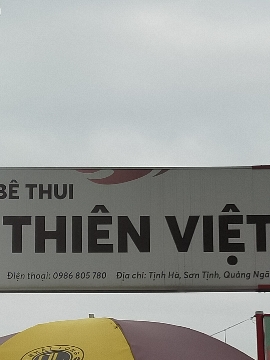 BÊ THUI
THIÊN VIỆT
Điện thoại: 0986 805 780 Địa chỉ: Tịnh Hà, Sơn Tịnh, Quảng Ngã